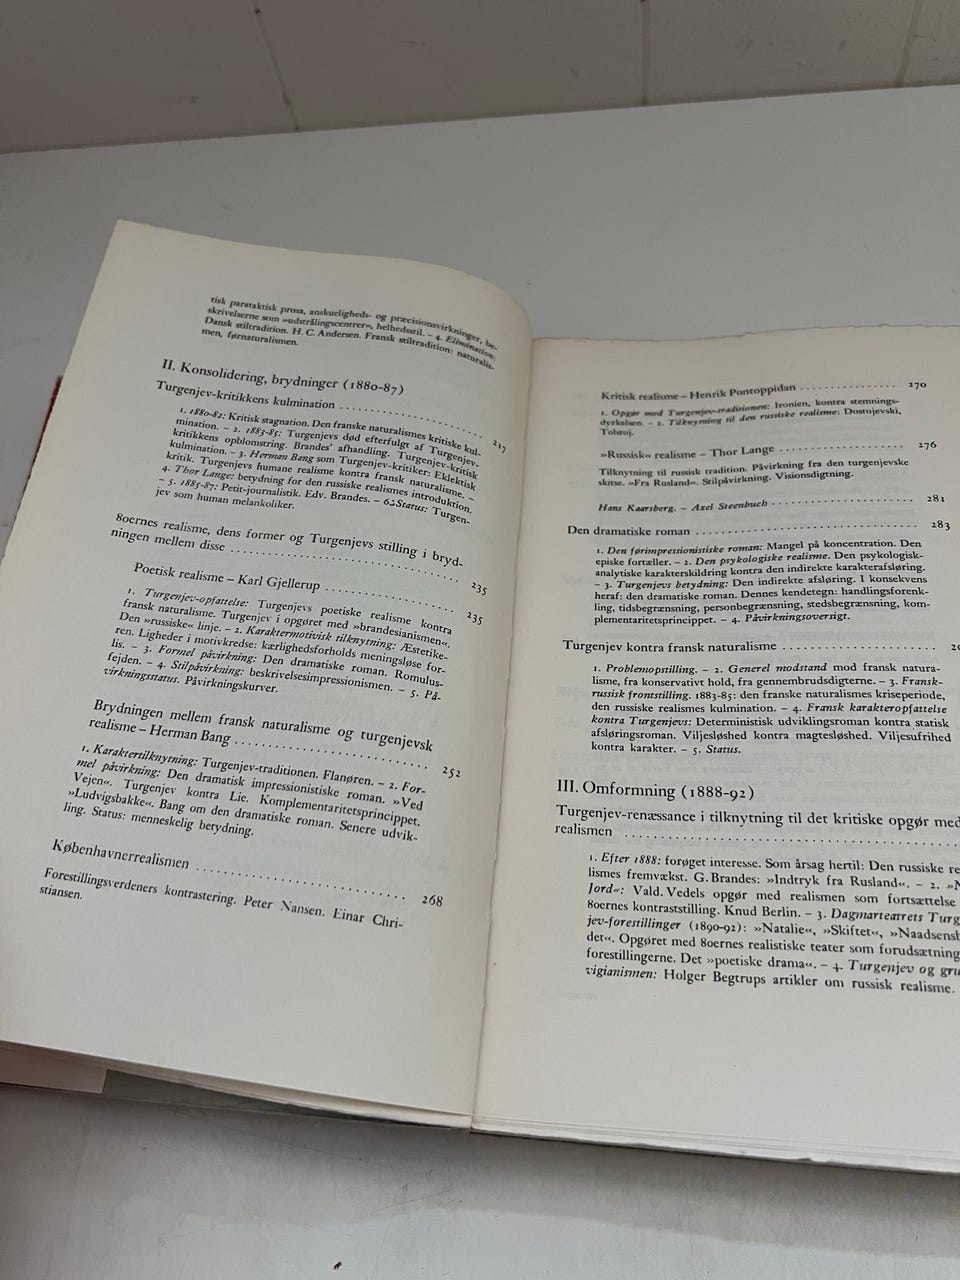 tisk parataktisk prosa, anskueligheds- og præcisionsvirkninger, be-
skrivelserne som »udstrålingscentrer«, helhedsstil. – 4. Elimination:
Dansk stiltradition. H. C. Andersen. Fransk stiltradition: naturalis-
men, førnaturalismen.
II. Konsolidering, brydninger (1880-87)
Turgenjev-kritikkens kulmination . . . . . . . . . . . . . . . . . . . . 217
1. 1880-82: Kritisk stagnation. Den franske naturalismes kritiske kul-
mination. – 2. 1883-85: Turgenjevs død efterfulgt af Turgenjev-
kritikkens opblomstring. Brandes' afhandling. Turgenjev-kritisk
kulmination. – 3. Herman Bang som Turgenjev-kritiker: Eklektisk
kritik. Turgenjevs humane realisme kontra fransk naturalisme. –
4. Thor Lange: betydning for den russiske realismes introduktion.
– 5. 1885-87: Petit-journalistik. Edv. Brandes. – 6. Status: Turgen-
jev som human melankoliker.
80ernes realisme, dens former og Turgenjevs stilling i bryd-
ningen mellem disse . . . . . . . . . . . . . . . . . . . . . . . . 235
Poetisk realisme – Karl Gjellerup . . . . . . . . . . . . . . . . 235
1. Turgenjev-opfattelse: Turgenjevs poetiske realisme kontra
fransk naturalisme. Turgenjev i opgøret med »brandesianismen«.
Den »russiske« linje. – 2. Karaktermotivisk tilknytning: Æstetike-
ren. Ligheder i motivkredse: kærlighedsforholds meningsløse for-
lis. – 3. Formel påvirkning: Den dramatiske roman. Romulus-
fejden. – 4. Stilpåvirkning: beskrivelsesimpressionismen. – 5. På-
virkningsstatus. Påvirkningskurver.
Brydningen mellem fransk naturalisme og turgenjevsk
realisme – Herman Bang . . . . . . . . . . . . . . . . . . . . . . 252
1. Karaktertilknytning: Turgenjev-traditionen. Flanøren. – 2. For-
mel påvirkning: Den dramatisk impressionistiske roman. »Ved
Vejen«. Turgenjev kontra Lie. Komplementaritetsprincippet.
»Ludvigsbakke«. Bang om den dramatiske roman. Senere udvik-
ling. Status: menneskelig betydning.
Københavnerrealismen . . . . . . . . . . . . . . . . . . . . . . . 268
Forestillingsverdeners kontrastering. Peter Nansen. Einar Chri-
stiansen.
Kritisk realisme – Henrik Pontoppidan . . . . . . . . . . . . . 270
1. Opgør med Turgenjev-traditionen: Ironien, kontra stemnings-
dyrkelsen. – 2. Tilknytning til den russiske realisme: Dostojevski,
Tolstoj.
»Russisk« realisme – Thor Lange . . . . . . . . . . . . . . . . . 276
Tilknytning til russisk tradition. Påvirkning fra den turgenjevske
skitse. »Fra Rusland«. Stilpåvirkning. Visionsdigtning.
Hans Kaarsberg. – Axel Steenbuch . . . . . . . . . . . . . . . . . 281
Den dramatiske roman . . . . . . . . . . . . . . . . . . . . . . . 283
1. Den førimpressionistiske roman: Mangel på koncentration. Den
episke fortæller. – 2. Den psykologiske realisme. Den psykologisk-
analytiske karakterskildring kontra den indirekte karakterafsløring.
– 3. Turgenjevs betydning: Den indirekte afsløring. I konsekvens
heraf: den dramatiske roman. Dennes kendetegn: handlingsforenk-
ling, tidsbegrænsning, personbegrænsning, stedsbegrænsning, kom-
plementaritetsprincippet. – 4. Påvirkningsoversigt.
Turgenjev kontra fransk naturalisme . . . . . . . . . . . . . . .
1. Problemopstilling. – 2. Generel modstand mod fransk natura-
lisme, fra konservativt hold, fra gennembrudsdigterne. – 3. Fransk-
russisk frontstilling. 1883-85: den franske naturalismes kriseperiode,
den russiske realismes kulmination. – 4. Fransk karakteropfattelse
kontra Turgenjevs: Deterministisk udviklingsroman kontra statisk
afsløringsroman. Viljesløshed kontra magtesløshed. Viljesufrihed
kontra karakter. – 5. Status.
III. Omformning (1888-92)
Turgenjev-renæssance i tilknytning til det kritiske opgør med
realismen . . . . . . . . . . . . . . . . . . . . . . . . . . . . .
1. Efter 1888: forøget interesse. Som årsag hertil: Den russiske re
lismes fremvækst. G. Brandes: »Indtryk fra Rusland«. – 2. »N
Jord«: Vald. Vedels opgør med realismen som fortsættelse
80ernes kontraststilling. Knud Berlin. – 3. Dagmarteatrets Turg
jev-forestillinger (1890-92): »Natalie«, »Skiftet«, »Naadsensb
det«. Opgøret med 80ernes realistiske teater som forudsætning
forestillingerne. Det »poetiske drama«. – 4. Turgenjev og gru
vigianismen: Holger Begtrups artikler om russisk realisme.